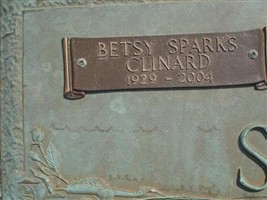 BETSY SPARKS
CLINARD
1929 - 2004
S